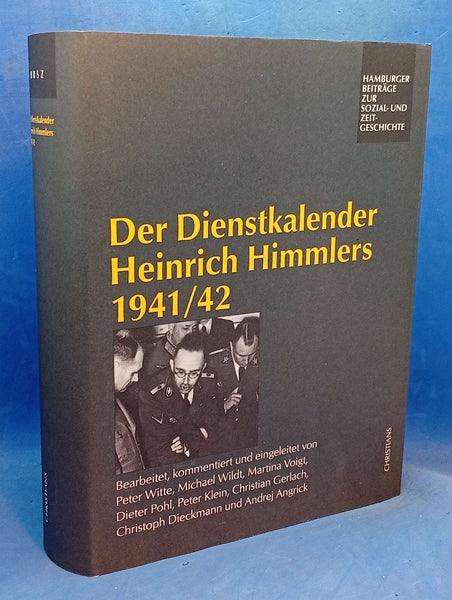 HAMBURGER
BEITRÄGE
ZUR
SOZIAL- UND
ZEIT-
GESCHICHTE
Der Dienstkalender
Heinrich Himmlers
1941/42
Bearbeitet, kommentiert und eingeleitet von
Peter Witte, Michael Wildt, Martina Voigt,
Dieter Pohl, Peter Klein, Christian Gerlach,
Christoph Dieckmann und Andrej Angrick
CHRISTIANS
CHRISTIANS